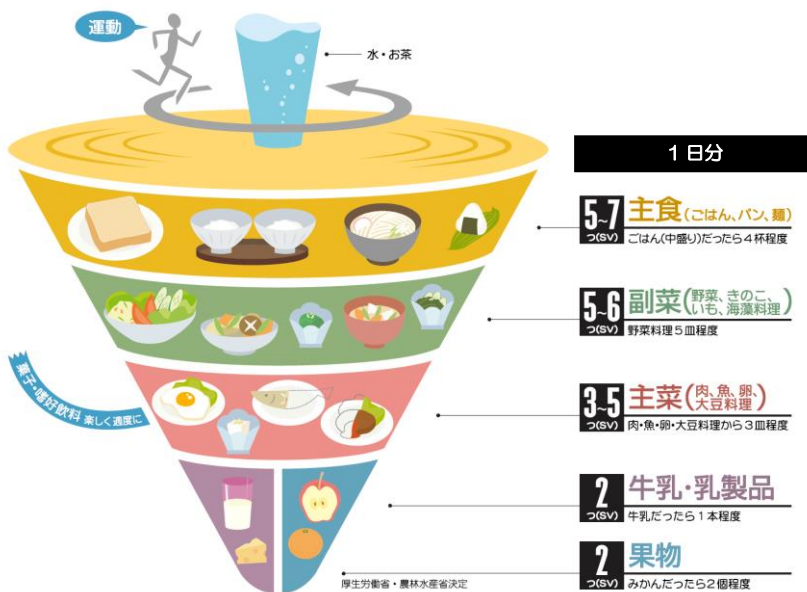 運動
水・お茶
1日分
5~7 つ(SV) 主食(ごはん、パン、麺)
ごはん(中盛り)だったら4杯程度
5~6 つ(SV) 副菜(野菜、きのこ、いも、海藻料理)
野菜料理5皿程度
菓子・嗜好飲料 楽しく適度に
3~5 つ(SV) 主菜(肉、魚、卵、大豆料理)
肉・魚・卵・大豆料理から3皿程度
2 つ(SV) 牛乳・乳製品
牛乳だったら1本程度
2 つ(SV) 果物
みかんだったら2個程度
厚生労働省・農林水産省決定